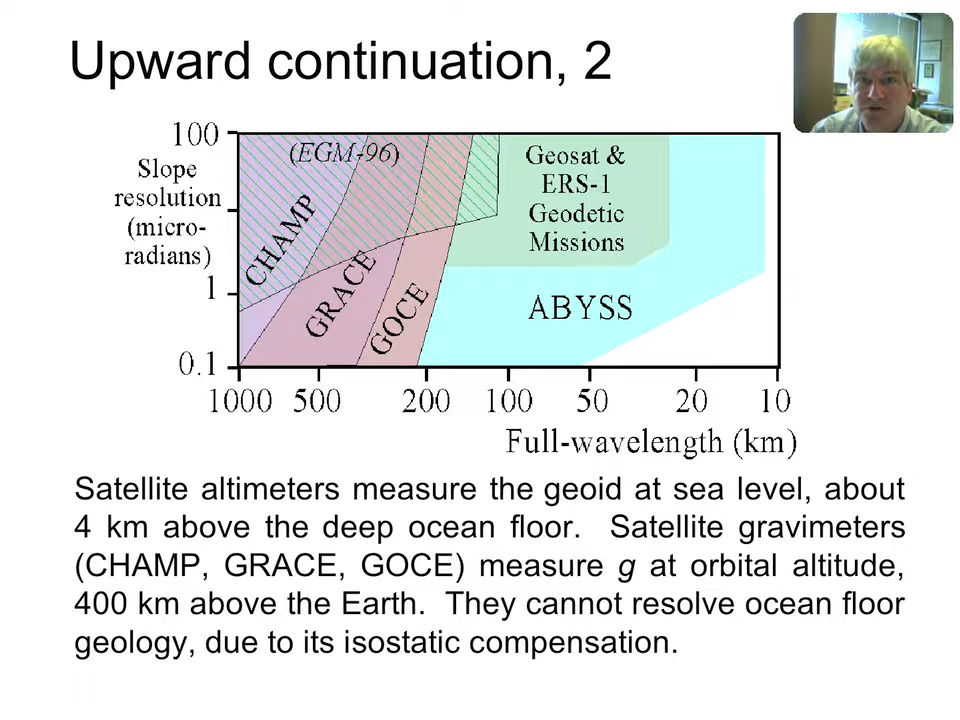 Upward continuation, 2
100
Slope
resolution
(micro-
radians)
1
0.1
(EGM-96)
CHAMP
GRACE
GOCE
Geosat &
ERS-1
Geodetic
Missions
ABYSS
1000 500 200 100 50 20 10
Full-wavelength (km)
Satellite altimeters measure the geoid at sea level, about
4 km above the deep ocean floor. Satellite gravimeters
(CHAMP, GRACE, GOCE) measure g at orbital altitude,
400 km above the Earth. They cannot resolve ocean floor
geology, due to its isostatic compensation.